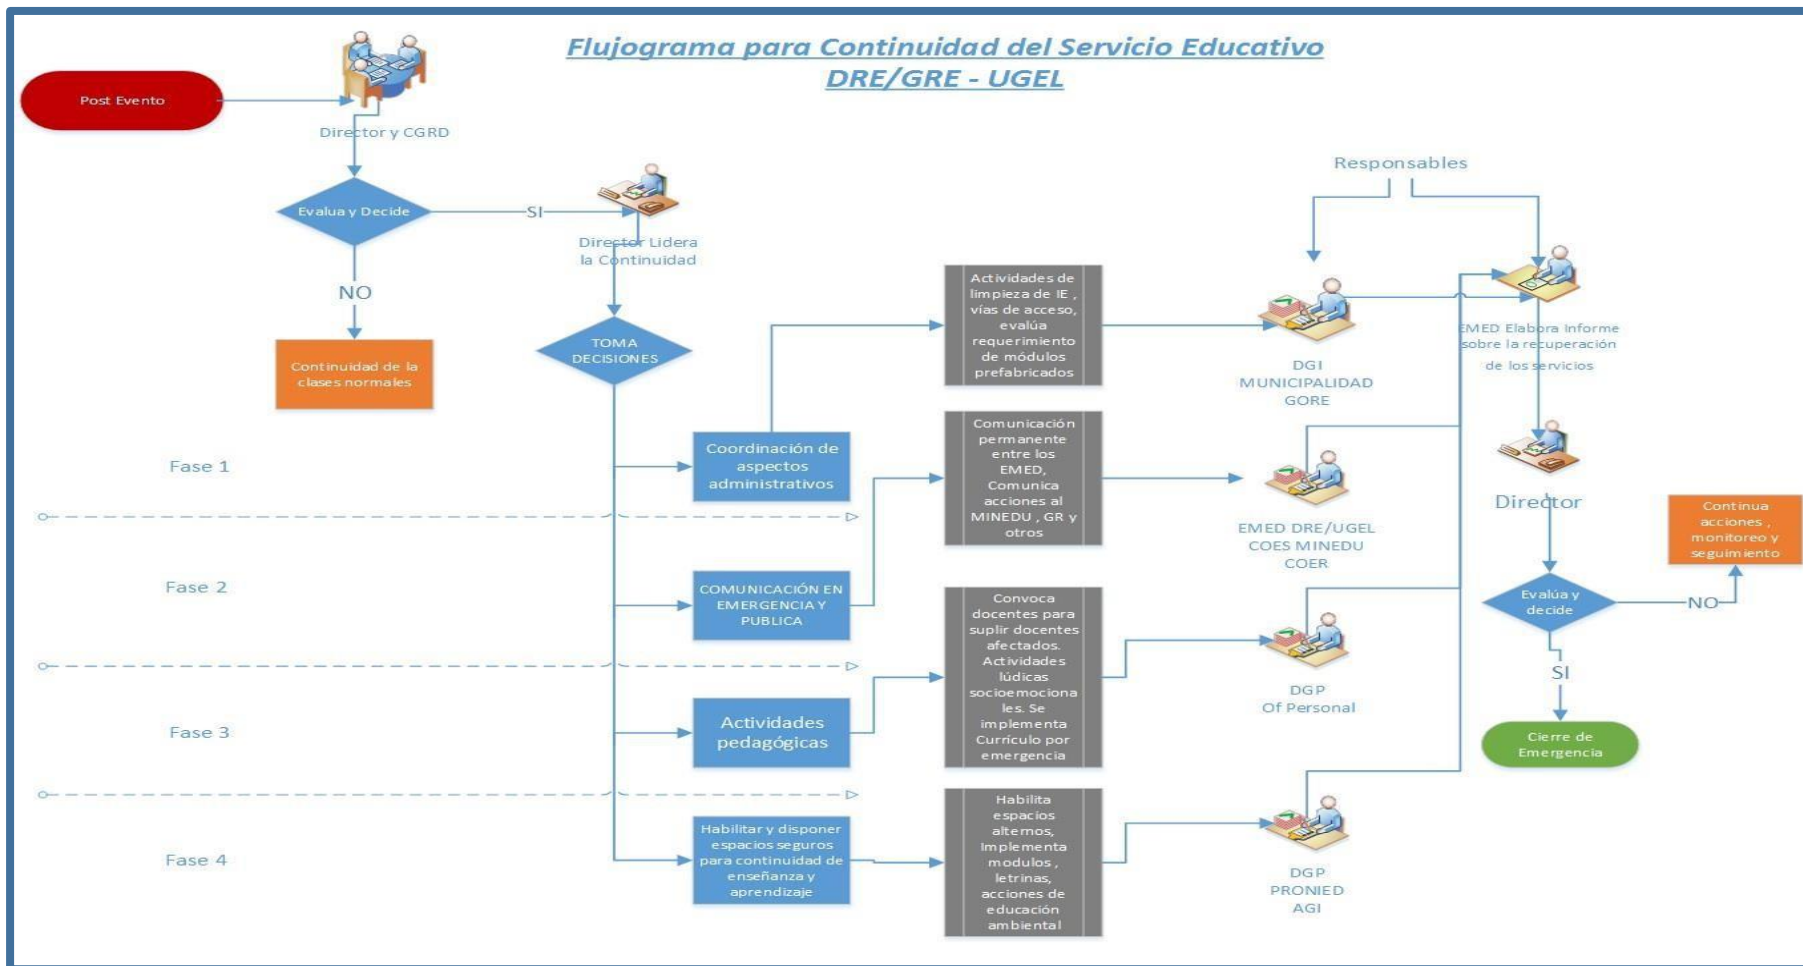 Flujograma para Continuidad del Servicio Educativo
DRE/GRE - UGEL
Post Evento
Director y CGRD
Evalua y Decide
SI
NO
Continuidad de la
clases normales
Director Lidera
la Continuidad
TOMA
DECISIONES
Responsables
Fase 1
Coordinación de
aspectos
administrativos
Actividades de
limpieza de IE ,
vías de acceso,
evalúa
requerimiento
de módulos
prefabricados
DGI
MUNICIPALIDAD
GORE
Fase 2
COMUNICACIÓN EN
EMERGENCIA Y
PUBLICA
Comunicación
permanente
entre los
EMED,
Comunica
acciones al
MINEDU , GR y
otros
EMED DRE/UGEL
COES MINEDU
COER
Fase 3
Actividades
pedagógicas
Convoca
docentes para
suplir docentes
afectados.
Actividades
lúdicas
socioemociona
les. Se
implementa
Currículo por
emergencia
DGP
Of Personal
Fase 4
Habilitar y disponer
espacios seguros
para continuidad de
enseñanza y
aprendizaje
Habilita
espacios
alternos,
Implementa
modulos ,
letrinas,
acciones de
educación
ambiental
DGP
PRONIED
AGI
EMED Elabora Informe
sobre la recuperación
de los servicios
Director
Evalúa y
decide
NO
Continua
acciones ,
monitoreo y
seguimiento
SI
Cierre de
Emergencia